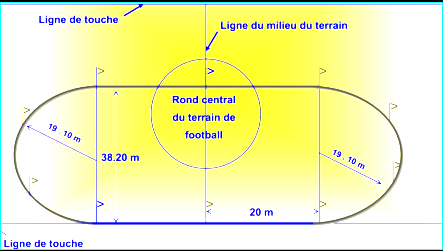 Ligne de touche
Ligne du milieu du terrain
Rond central
du terrain de
football
19 . 10 m
38.20 m
19 . 10 m
20 m
Ligne de touche